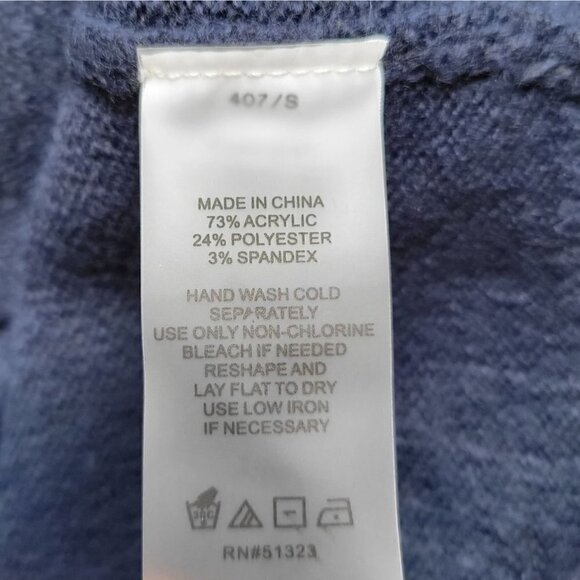 407/S
MADE IN CHINA
73% ACRYLIC
24% POLYESTER
3% SPANDEX
HAND WASH COLD
SEPARATELY
USE ONLY NON-CHLORINE
BLEACH IF NEEDED
RESHAPE AND
LAY FLAT TO DRY
USE LOW IRON
IF NECESSARY
RN#51323